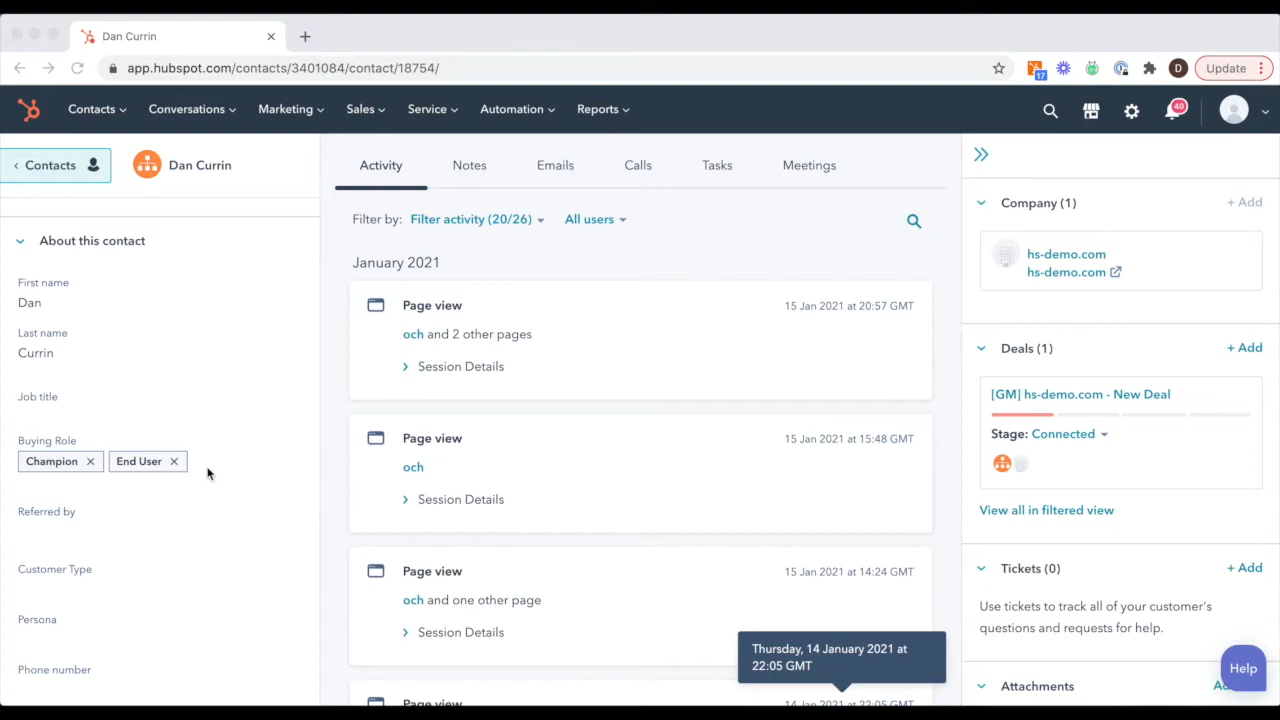 Dan Currin
app.hubspot.com/contacts/3401084/contact/18754/
17
D
Update
Contacts
Conversations
Marketing
Sales
Service
Automation
Reports
40
Contacts
Dan Currin
About this contact
First name
Dan
Last name
Currin
Job title
Buying Role
Champion
End User
Referred by
Customer Type
Persona
Phone number
Activity
Notes
Emails
Calls
Tasks
Meetings
Filter by: Filter activity (20/26) All users
January 2021
Page view
15 Jan 2021 at 20:57 GMT
och and 2 other pages
Session Details
Page view
15 Jan 2021 at 15:48 GMT
och
Session Details
Page view
15 Jan 2021 at 14:24 GMT
och and one other page
Session Details
Thursday, 14 January 2021 at
22:05 GMT
Page view
14 Jan 2021 at 22:05 GMT
Company (1)
+ Add
hs-demo.com
hs-demo.com
Deals (1)
+ Add
[GM] hs-demo.com - New Deal
Stage: Connected
View all in filtered view
Tickets (0)
+ Add
Use tickets to track all of your customer's
questions and requests for help.
Help
Attachments